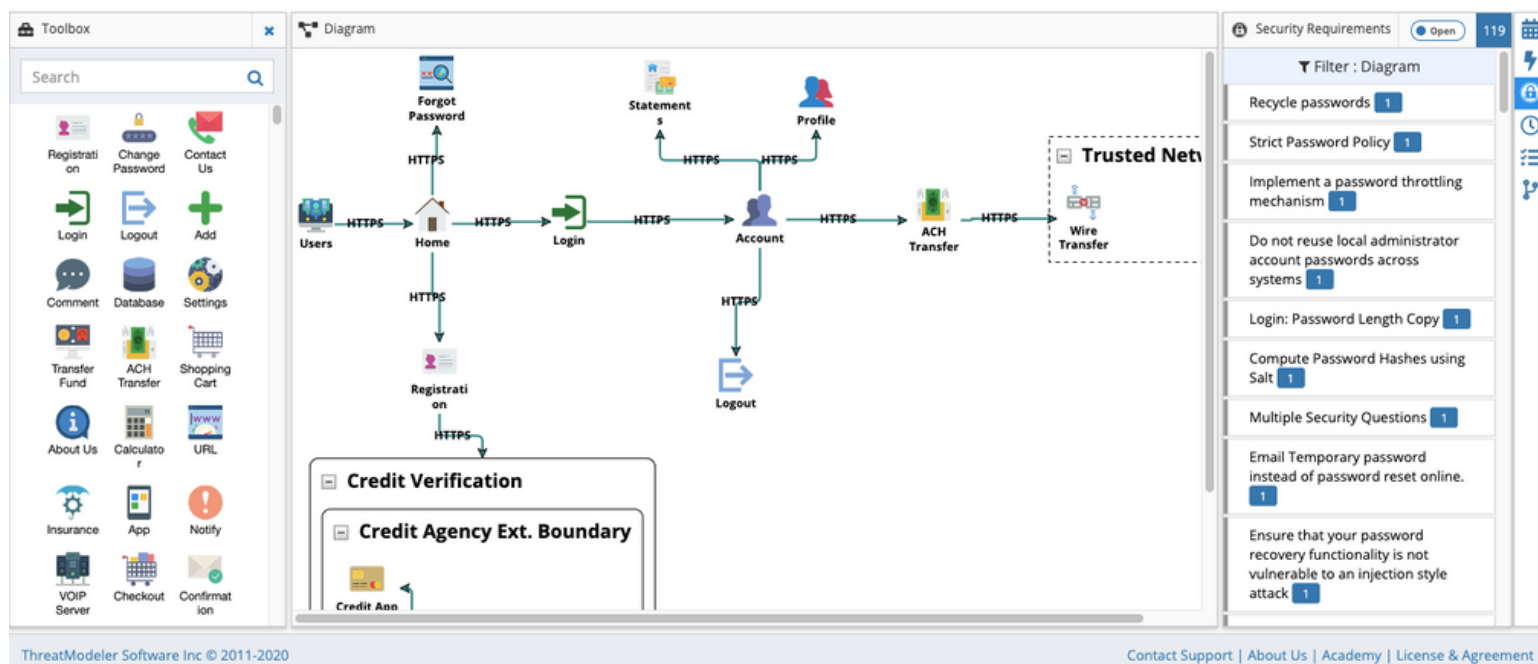 Toolbox
Search
Registrati
on
Change
Password
Contact
Us
Login
Logout
Add
Comment
Database
Settings
Transfer
Fund
ACH
Transfer
Shopping
Cart
About Us
Calculato
r
www
URL
Insurance
App
Notify
VOIP
Server
Checkout
Confirmat
ion
Diagram
Forgot
Password
HTTPS
Statement
s
Profile
HTTPS
HTTPS
Trusted Netw
Users
HTTPS
Home
HTTPS
Login
HTTPS
Account
HTTPS
ACH
Transfer
HTTPS
Wire
Transfer
HTTPS
HTTPS
Registrati
on
Logout
HTTPS
Credit Verification
Credit Agency Ext. Boundary
Credit App
Security Requirements
Open
119
Filter : Diagram
Recycle passwords 1
Strict Password Policy 1
Implement a password throttling
mechanism 1
Do not reuse local administrator
account passwords across
systems 1
Login: Password Length Copy 1
Compute Password Hashes using
Salt 1
Multiple Security Questions 1
Email Temporary password
instead of password reset online.
1
Ensure that your password
recovery functionality is not
vulnerable to an injection style
attack 1
ThreatModeler Software Inc © 2011-2020
Contact Support | About Us | Academy | License & Agreement